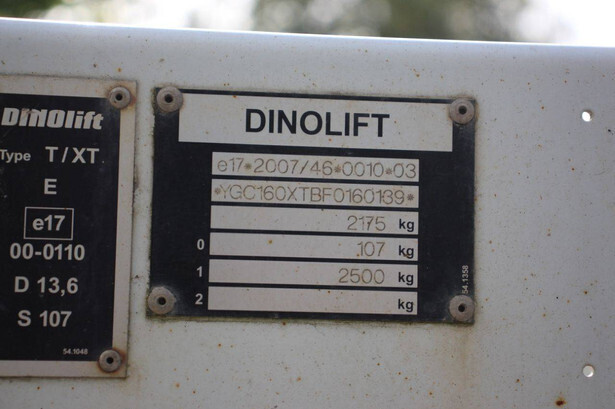 DINOlift
Type T/XT
E
e17
00-0110
D 13,6
S 107
54.1048
DINOLIFT
e17*2007/46*0010*03
*YGC160XTBF0160139*
2175 kg
0 107 kg
1 2500 kg
2 kg
54.1358